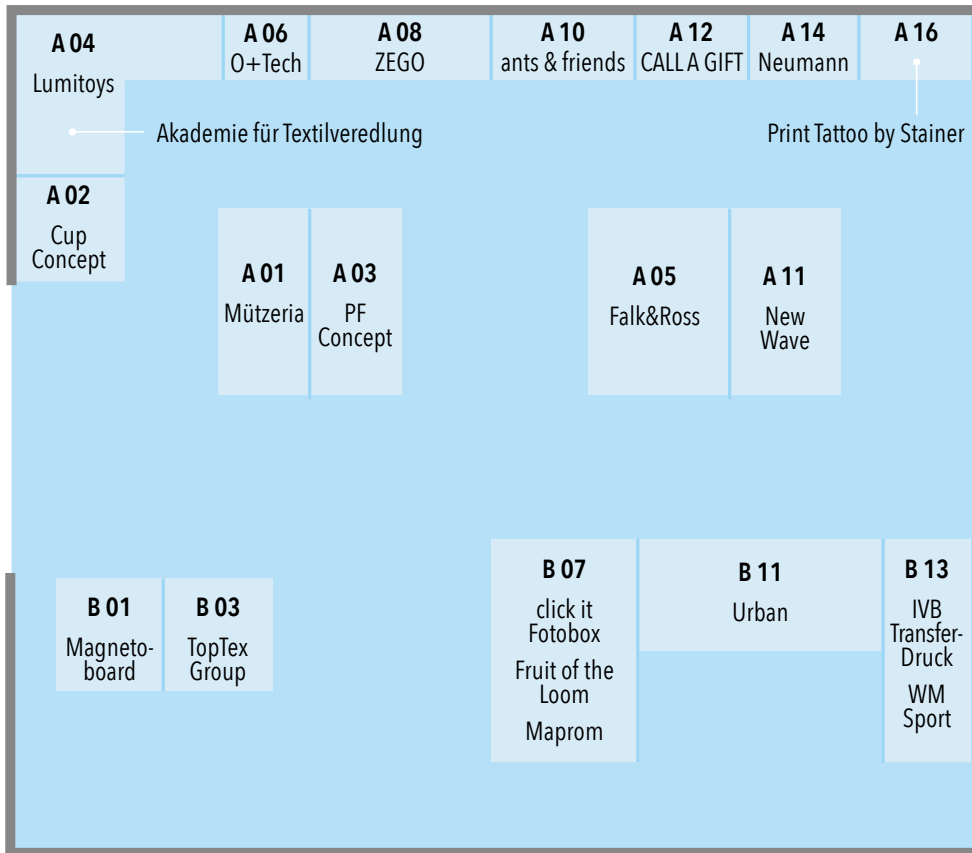 A 04
Lumitoys
Akademie für Textilveredlung
A 06
O+Tech
A 08
ZEGO
A 10
ants & friends
A 12
CALL A GIFT
A 14
Neumann
A 16
Print Tattoo by Stainer
A 02
Cup
Concept
A 01
Mützeria
A 03
PF
Concept
A 05
Falk&Ross
A 11
New
Wave
B 01
Magneto-
board
B 03
TopTex
Group
B 07
click it
Fotobox
Fruit of the
Loom
Maprom
B 11
Urban
B 13
IVB
Transfer-
Druck
WM
Sport